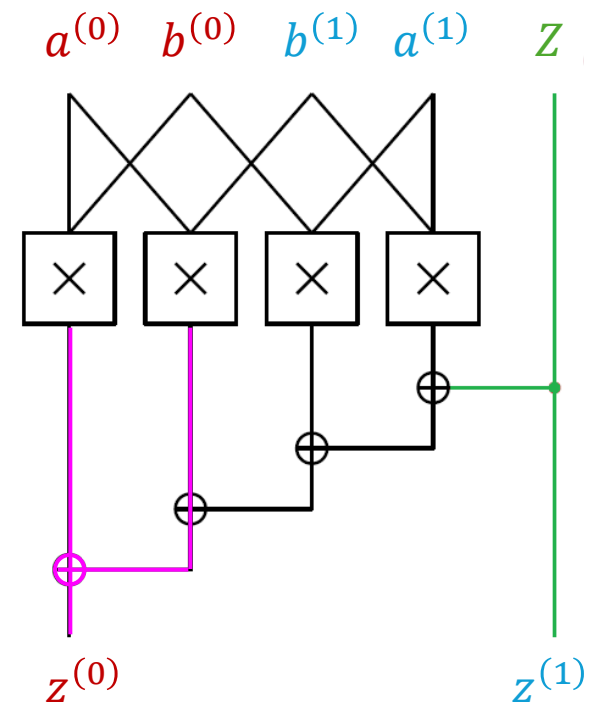 a⁽⁰⁾ b⁽⁰⁾ b⁽¹⁾ a⁽¹⁾ Z
× × × ×
z⁽⁰⁾ z⁽¹⁾